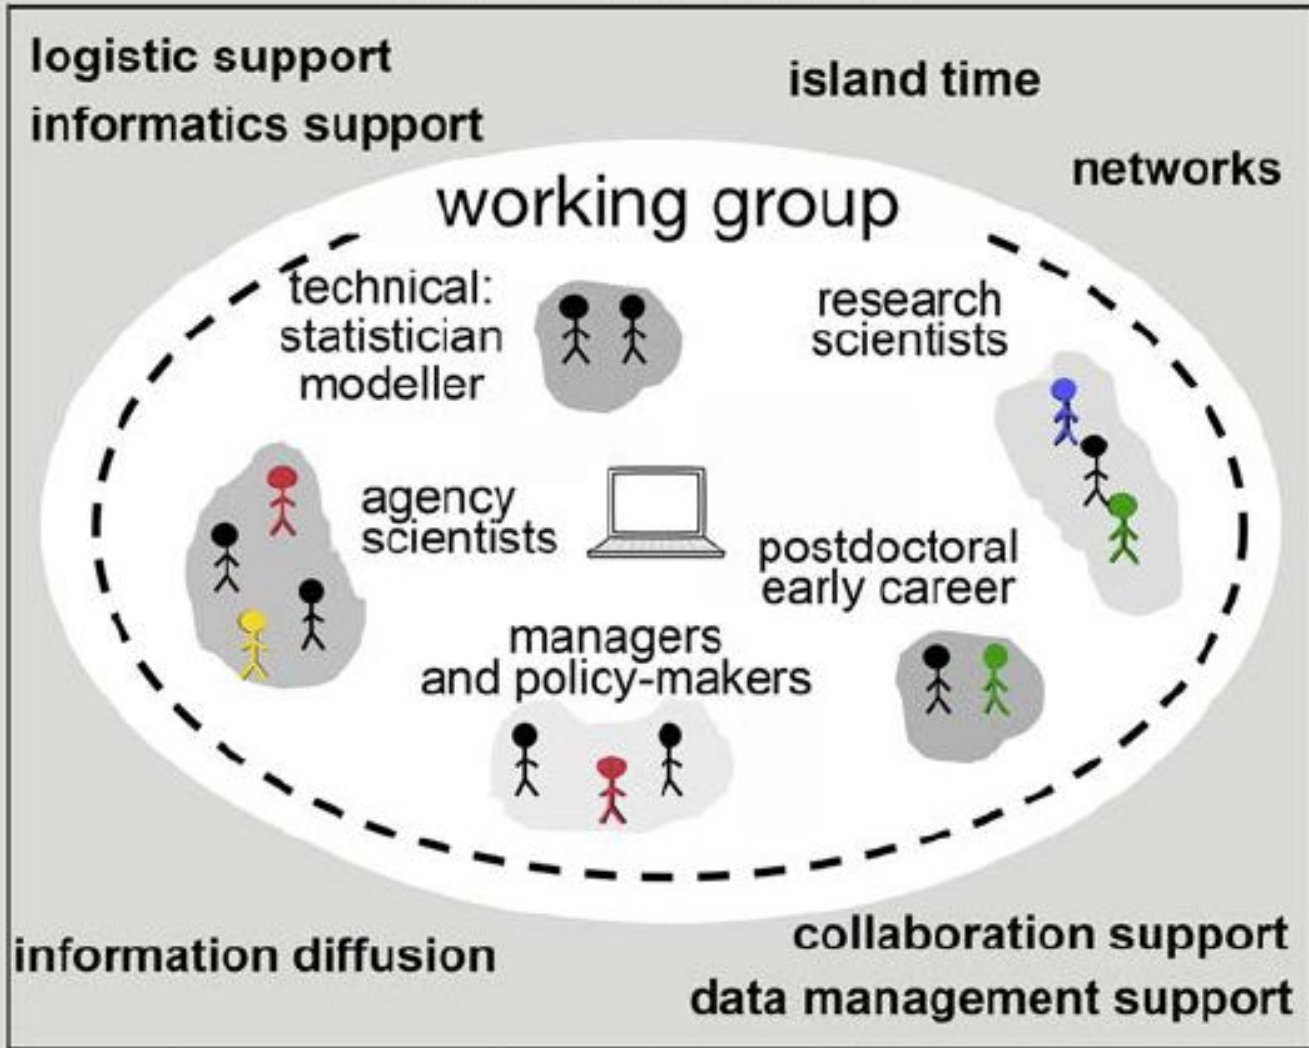 logistic support
informatics support
island time
networks
working group
technical:
statistician
modeller
research
scientists
agency
scientists
postdoctoral
early career
managers
and policy-makers
information diffusion
collaboration support
data management support